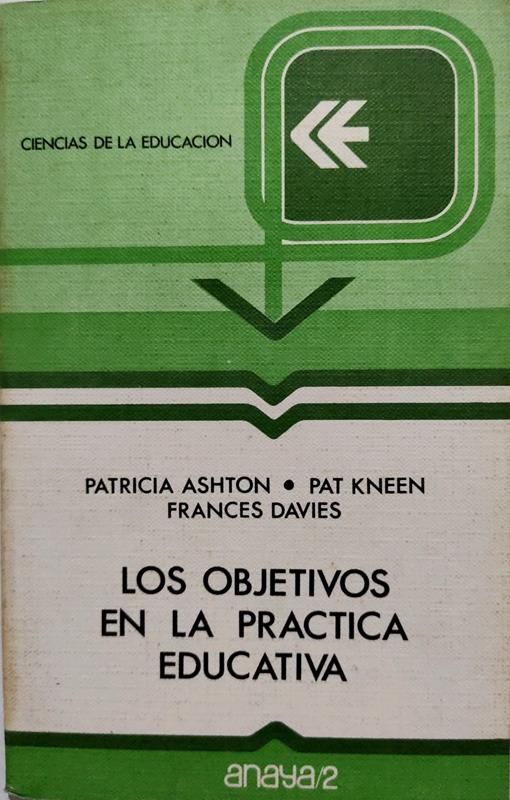 CIENCIAS DE LA EDUCACION
PATRICIA ASHTON • PAT KNEEN
FRANCES DAVIES
LOS OBJETIVOS
EN LA PRACTICA
EDUCATIVA
anaya/2